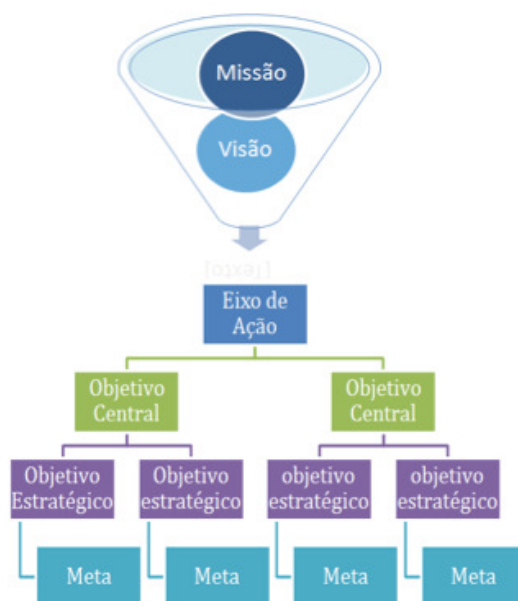 Missão
Visão
[Texto]
Eixo de
Ação
Objetivo
Central
Objetivo
Central
Objetivo
Estratégico
Objetivo
estratégico
objetivo
estratégico
objetivo
estratégico
Meta
Meta
Meta
Meta